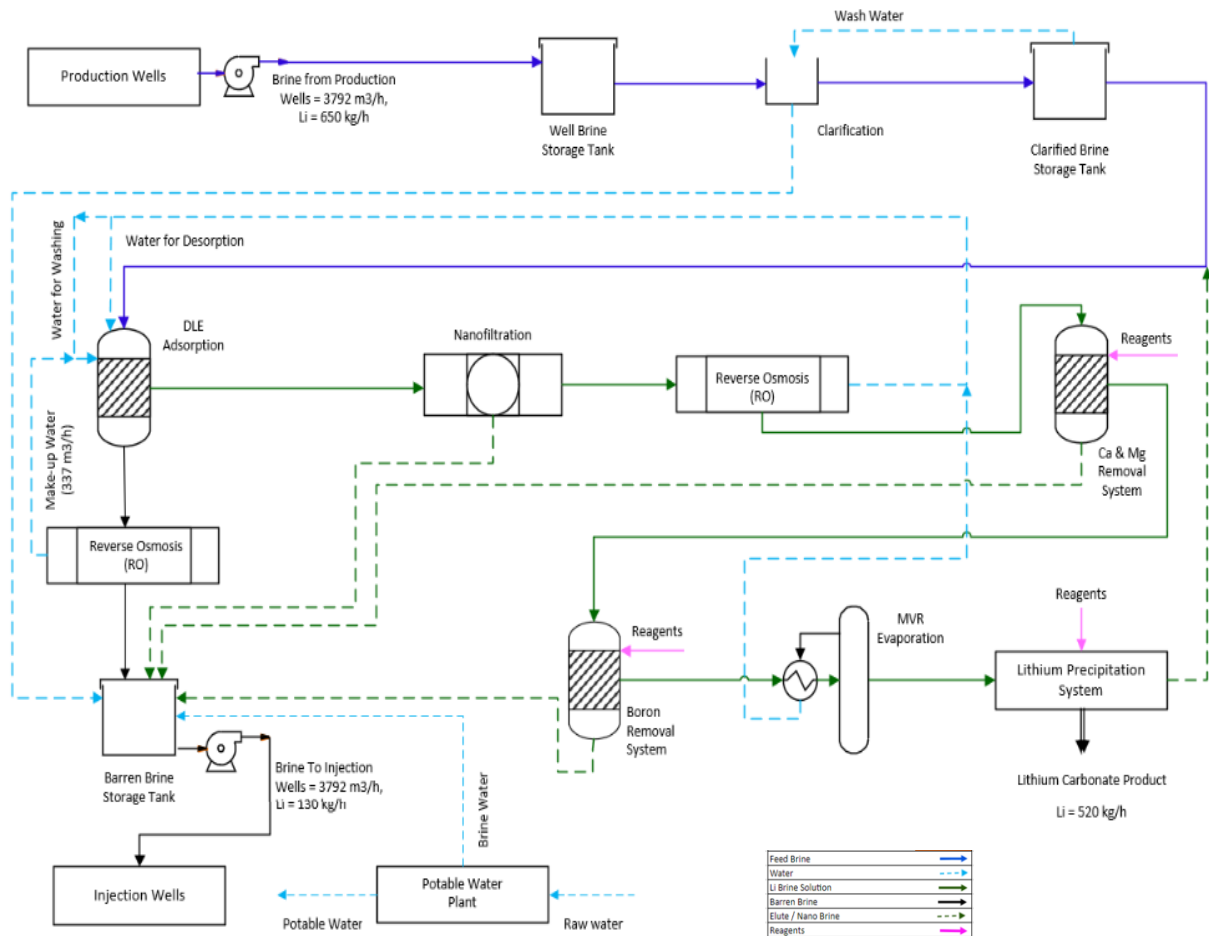 Wash Water
Production Wells
Brine from Production
Wells = 3792 m3/h,
Li = 650 kg/h
Well Brine
Storage Tank
Clarification
Clarified Brine
Storage Tank
Water for Washing
Water for Desorption
DLE
Adsorption
Nanofiltration
Reverse Osmosis
(RO)
Reagents
Ca & Mg
Removal
System
Make-up Water
(337 m3/h)
Reverse Osmosis
(RO)
Reagents
Boron
Removal
System
MVR
Evaporation
Reagents
Lithium Precipitation
System
Lithium Carbonate Product
Li = 520 kg/h
Barren Brine
Storage Tank
Brine To Injection
Wells = 3792 m3/h,
Li = 130 kg/h
Brine Water
Injection Wells
Potable Water
Potable Water
Plant
Raw water
Feed Brine
Water
Li Brine Solution
Barren Brine
Elute / Nano Brine
Reagents